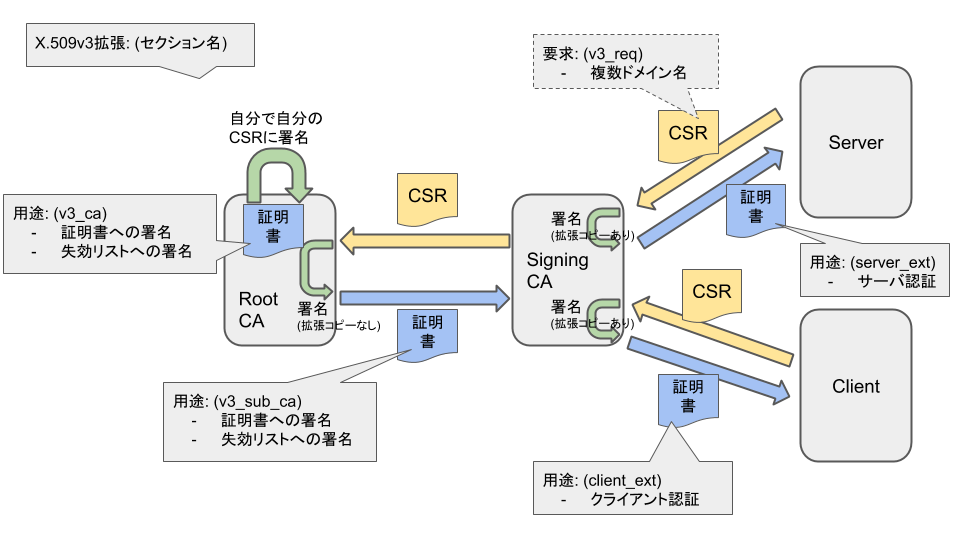 X.509v3拡張: (セクション名)
要求: (v3_req)
- 複数ドメイン名
CSR
Server
自分で自分の
CSRに署名
CSR
証明
書
用途: (v3_ca)
- 証明書への署名
- 失効リストへの署名
証明
書
署名
(拡張コピーあり)
用途: (server_ext)
- サーバ認証
Signing
CA
CSR
Root
CA
署名
(拡張コピーなし)
署名
(拡張コピーあり)
証明
書
Client
証明
書
用途: (v3_sub_ca)
- 証明書への署名
- 失効リストへの署名
用途: (client_ext)
- クライアント認証